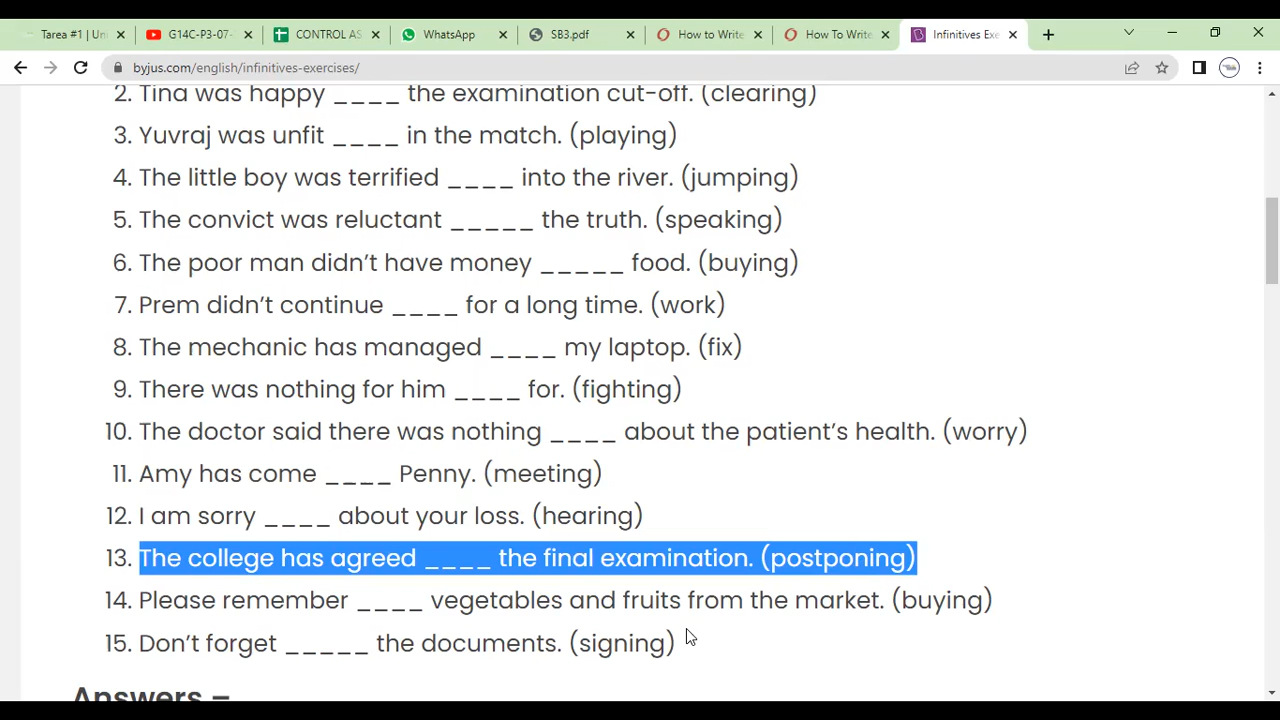 Tarea #1 | Un
G14C-P3-07-
CONTROL AS
WhatsApp
SB3.pdf
How to Write
How To Write
Infinitives Exe
byjus.com/english/infinitives-exercises/
2. Tina was happy ____ the examination cut-off. (clearing)
3. Yuvraj was unfit ____ in the match. (playing)
4. The little boy was terrified ____ into the river. (jumping)
5. The convict was reluctant _____ the truth. (speaking)
6. The poor man didn’t have money _____ food. (buying)
7. Prem didn’t continue ____ for a long time. (work)
8. The mechanic has managed ____ my laptop. (fix)
9. There was nothing for him ____ for. (fighting)
10. The doctor said there was nothing ____ about the patient’s health. (worry)
11. Amy has come ____ Penny. (meeting)
12. I am sorry ____ about your loss. (hearing)
13. The college has agreed ____ the final examination. (postponing)
14. Please remember ____ vegetables and fruits from the market. (buying)
15. Don’t forget _____ the documents. (signing)
Answers –